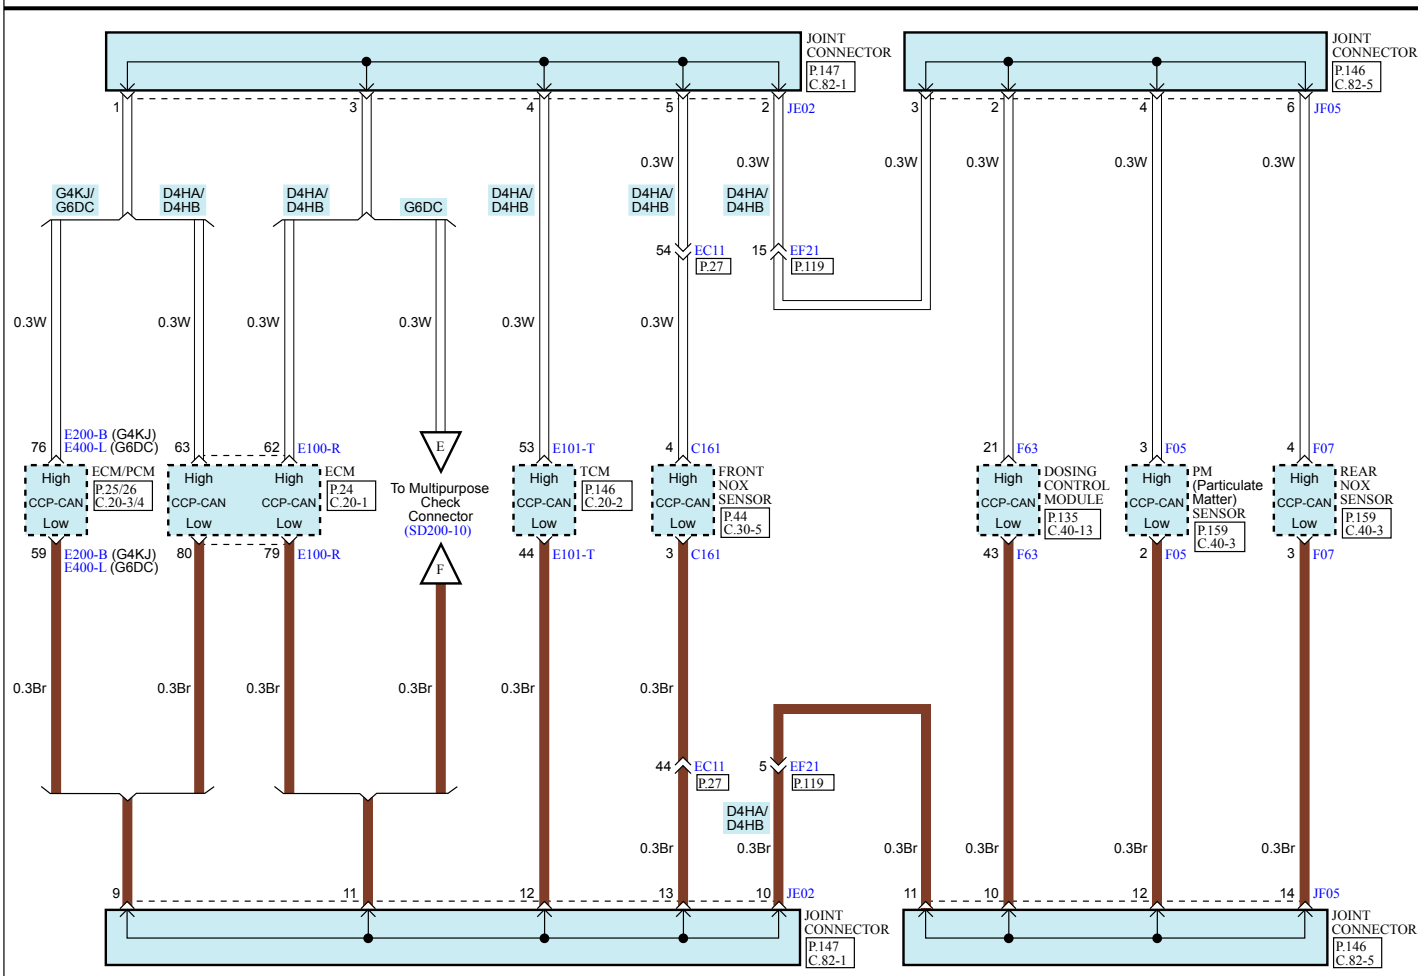 JOINT
CONNECTOR
P.147
C.82-1
JOINT
CONNECTOR
P.146
C.82-5
1
3
4
5
2
JE02
3
2
4
6
JF05
0.3W
0.3W
0.3W
0.3W
0.3W
0.3W
G4KJ/
G6DC
D4HA/
D4HB
D4HA/
D4HB
G6DC
D4HA/
D4HB
D4HA/
D4HB
D4HA/
D4HB
54
EC11
P.27
15
EF21
P.119
0.3W
0.3W
0.3W
0.3W
0.3W
0.3W
76
E200-B (G4KJ)
E400-L (G6DC)
63
62
E100-R
E
53
E101-T
4
C161
21
F63
3
F05
4
F07
High
CCP-CAN
Low
ECM/PCM
P.25/26
C.20-3/4
High
CCP-CAN
Low
High
CCP-CAN
Low
ECM
P.24
C.20-1
To Multipurpose
Check
Connector
(SD200-10)
High
CCP-CAN
Low
TCM
P.146
C.20-2
High
CCP-CAN
Low
FRONT
NOX
SENSOR
P.44
C.30-5
High
CCP-CAN
Low
DOSING
CONTROL
MODULE
P.135
C.40-13
High
CCP-CAN
Low
PM
(Particulate
Matter)
SENSOR
P.159
C.40-3
High
CCP-CAN
Low
REAR
NOX
SENSOR
P.159
C.40-3
59
E200-B (G4KJ)
E400-L (G6DC)
80
79
E100-R
F
44
E101-T
3
C161
43
F63
2
F05
3
F07
0.3Br
0.3Br
0.3Br
0.3Br
0.3Br
0.3Br
44
EC11
P.27
5
EF21
P.119
D4HA/
D4HB
0.3Br
0.3Br
0.3Br
0.3Br
0.3Br
0.3Br
9
11
12
13
10
JE02
11
10
12
14
JF05
JOINT
CONNECTOR
P.147
C.82-1
JOINT
CONNECTOR
P.146
C.82-5